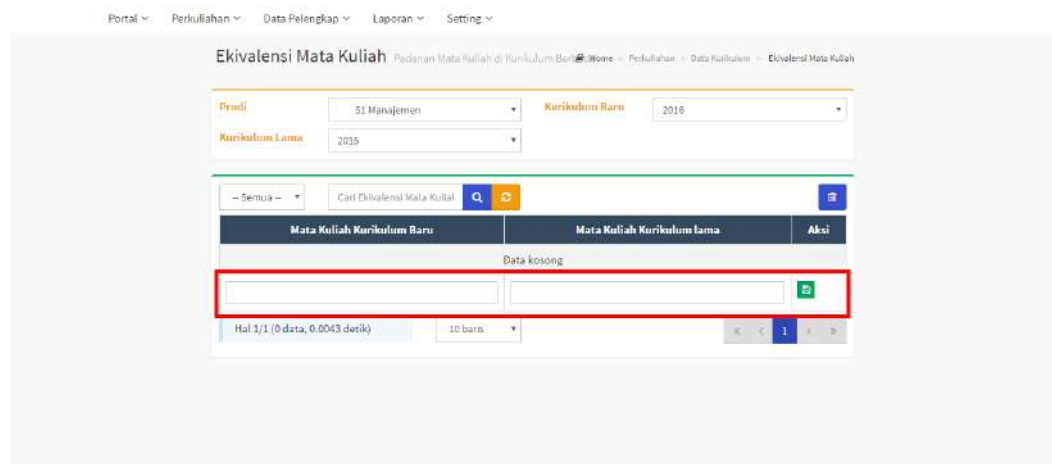 Portal Perkuliahan Data Pelengkap Laporan Setting
Ekivalensi Mata Kuliah Padanan Mata Kuliah di Kurikulum Home Perkuliahan Data Kurikulum Ekivalensi Mata Kuliah
Prodi S1 Manajemen Kurikulum Baru 2016
Kurikulum Lama 2015
-- Semua -- Cari Ekivalensi Mata Kuliah
Mata Kuliah Kurikulum Baru Mata Kuliah Kurikulum lama Aksi
Data kosong
Hal 1/1 (0 data, 0.0043 detik) 10 baris « ‹ 1 › »